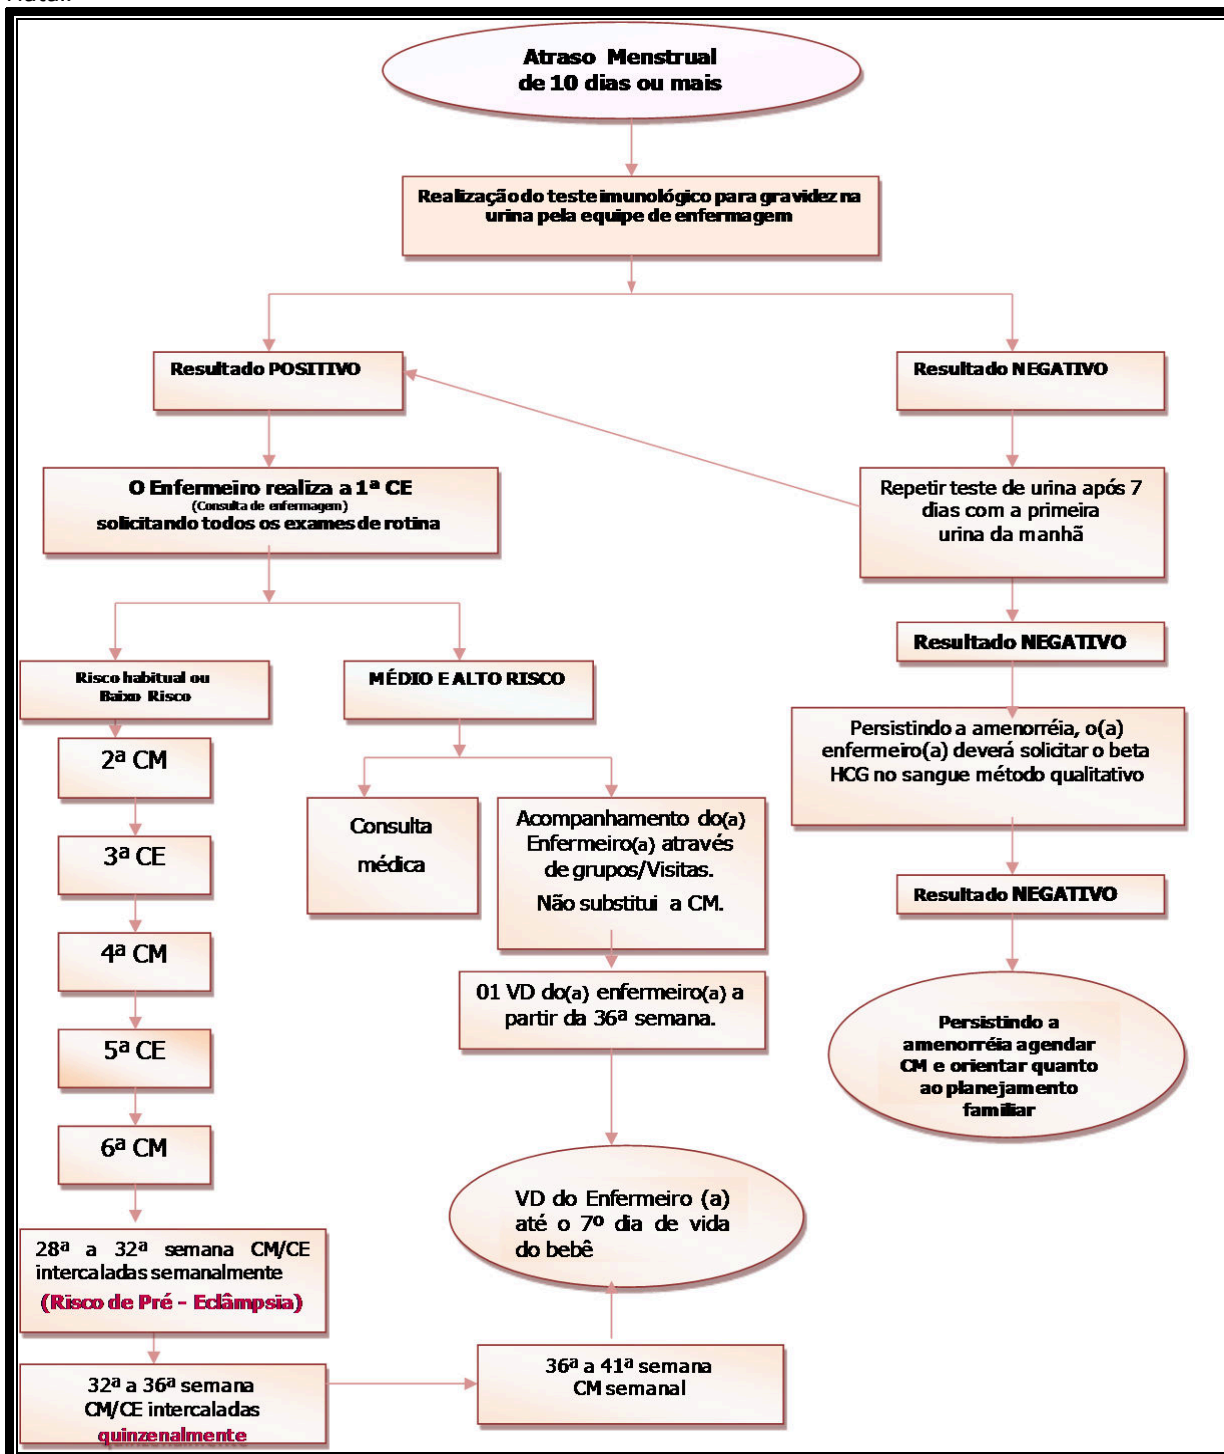 Atraso Menstrual
de 10 dias ou mais
Realização do teste imunológico para gravidez na
urina pela equipe de enfermagem
Resultado POSITIVO
Resultado NEGATIVO
O Enfermeiro realiza a 1ª CE
(Consulta de enfermagem)
solicitando todos os exames de rotina
Repetir teste de urina após 7
dias com a primeira
urina da manhã
Resultado NEGATIVO
Risco habitual ou
Baixo Risco
MÉDIO E ALTO RISCO
Persistindo a amenorréia, o(a)
enfermeiro(a) deverá solicitar o beta
HCG no sangue método qualitativo
2ª CM
3ª CE
4ª CM
5ª CE
6ª CM
Consulta
médica
Acompanhamento do(a)
Enfermeiro(a) através
de grupos/Visitas.
Não substitui a CM.
Resultado NEGATIVO
01 VD do(a) enfermeiro(a) a
partir da 36ª semana.
Persistindo a
amenorréia agendar
CM e orientar quanto
ao planejamento
familiar
VD do Enfermeiro (a)
até o 7º dia de vida
do bebê
28ª a 32ª semana CM/CE
intercaladas semanalmente
(Risco de Pré - Eclâmpsia)
32ª a 36ª semana
CM/CE intercaladas
quinzenalmente
36ª a 41ª semana
CM semanal